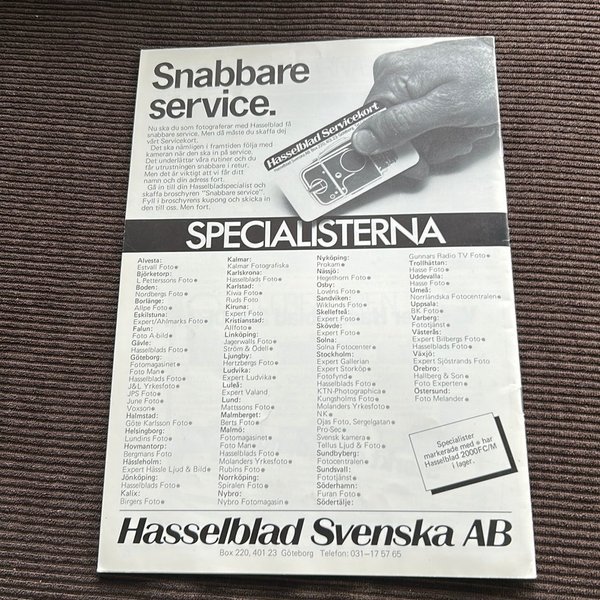 Snabbare
service.
Nu ska du som fotograferar med Hasselblad få
snabbare service. Men då måste du skaffa dej
vårt Servicekort.
Det ska nämligen i framtiden följa med
kameran när den ska in på service.
Det underlättar våra rutiner och du
får utrustningen snabbare i retur.
Men det är viktigt att vi får ditt
namn och din adress fort.
Gå in till din Hasselbladspecialist och
skaffa broschyren "Snabbare service".
Fyll i broschyrens kupong och skicka in
den till oss. Men fort.
Hasselblad Servicekort
SPECIALISTERNA
Alvesta:
Estvall Foto●
Björketorp:
L Petterssons Foto●
Boden:
Nordbergs Foto●
Borlänge:
Allpe Foto●
Eskilstuna:
Expert/Ahlmarks Foto●
Falun:
Foto A-bild●
Gävle:
Hasselblads Foto●
Göteborg:
Fotomagasinet●
Foto Man●
Hasselblads Foto●
J&L Yrkesfoto●
JPS Foto●
June Foto●
Voxson●
Halmstad:
Göte Karlsson Foto●
Helsingborg:
Lundins Foto●
Hovmantorp:
Bergmans Foto
Hässleholm:
Expert Hässle Ljud & Bild●
Jönköping:
Hasselblads Foto●
Kalix:
Birgers Foto●
Kalmar:
Kalmar Fotografiska
Karlskrona:
Hasselblads Foto●
Karlstad:
Kiwa Foto●
Ruds Foto
Kiruna:
Expert Foto
Kristianstad:
Allfoto●
Linköping:
Jagerwalls Foto●
Ström & Ödell●
Ljungby:
Hertzbergs Foto●
Ludvika:
Expert Ludvika●
Luleå:
Expert Valand
Lund:
Mattssons Foto●
Malmberget:
Berts Foto●
Malmö:
Fotomagasinet●
Foto Man●
Hasselblads Foto●
Molanders Yrkesfoto●
Rubins Foto●
Norrköping:
Spiralen Foto●
Nybro:
Nybro Fotomagasin●
Nyköping:
Prokam●
Nässjö:
Hegethorn Foto●
Osby:
Lovéns Foto●
Sandviken:
Wiklunds Foto●
Skellefteå:
Expert Foto●
Skövde:
Expert Foto●
Solna:
Solna Fotocenter●
Stockholm:
Expert Gallerian
Expert Storköp●
Fotofynd●
Hasselblads Foto●
KTN-Photographica●
Kungsholms Foto●
Molanders Yrkesfoto●
NK●
Ojas Foto, Sergelgatan●
Pro-Sec●
Svensk kamera●
Tellus Ljud & Foto●
Sundbyberg:
Fotocentralen●
Sundsvall:
Fototjänst●
Söderhamn:
Furan Foto●
Södertälje:
Gunnars Radio TV Foto●
Trollhättan:
Hasse Foto●
Uddevalla:
Hasse Foto●
Umeå:
Norrländska Fotocentralen●
Uppsala:
BK Foto●
Varberg:
Fototjänst●
Västerås:
Expert Bilbergs Foto●
Hasselblads Foto●
Växjö:
Expert Sjöstrands Foto
Örebro:
Hallberg & Son●
Foto Experten●
Östersund:
Foto Melander●
Specialister
markerade med ● har
Hasselblad 2000FC/M
i lager.
Hasselblad Svenska AB
Box 220, 401 23 Göteborg Telefon: 031–17 57 65